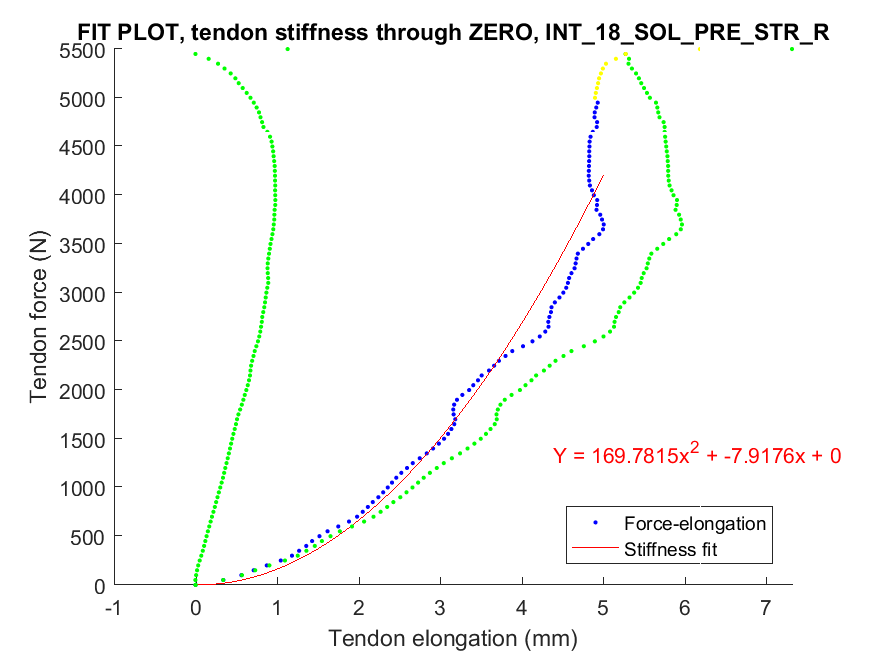 FIT PLOT, tendon stiffness through ZERO, INT_18_SOL_PRE_STR_R
5500
5000
4500
4000
3500
3000
2500
2000
1500
1000
500
0
Tendon force (N)
Y = 169.7815x² + -7.9176x + 0
Force-elongation
Stiffness fit
-1 0 1 2 3 4 5 6 7
Tendon elongation (mm)